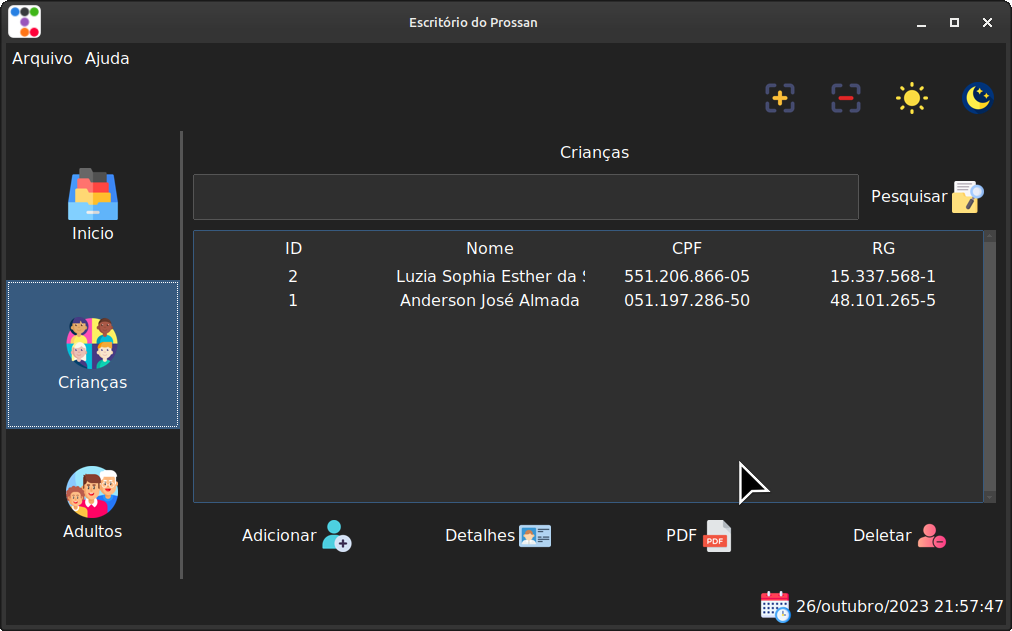 Escritório do Prossan
Arquivo Ajuda
Crianças
Pesquisar
Inicio
ID Nome CPF RG
2 Luzia Sophia Esther da 551.206.866-05 15.337.568-1
1 Anderson José Almada 051.197.286-50 48.101.265-5
Crianças
Adultos
Adicionar Detalhes PDF PDF Deletar
26/outubro/2023 21:57:47